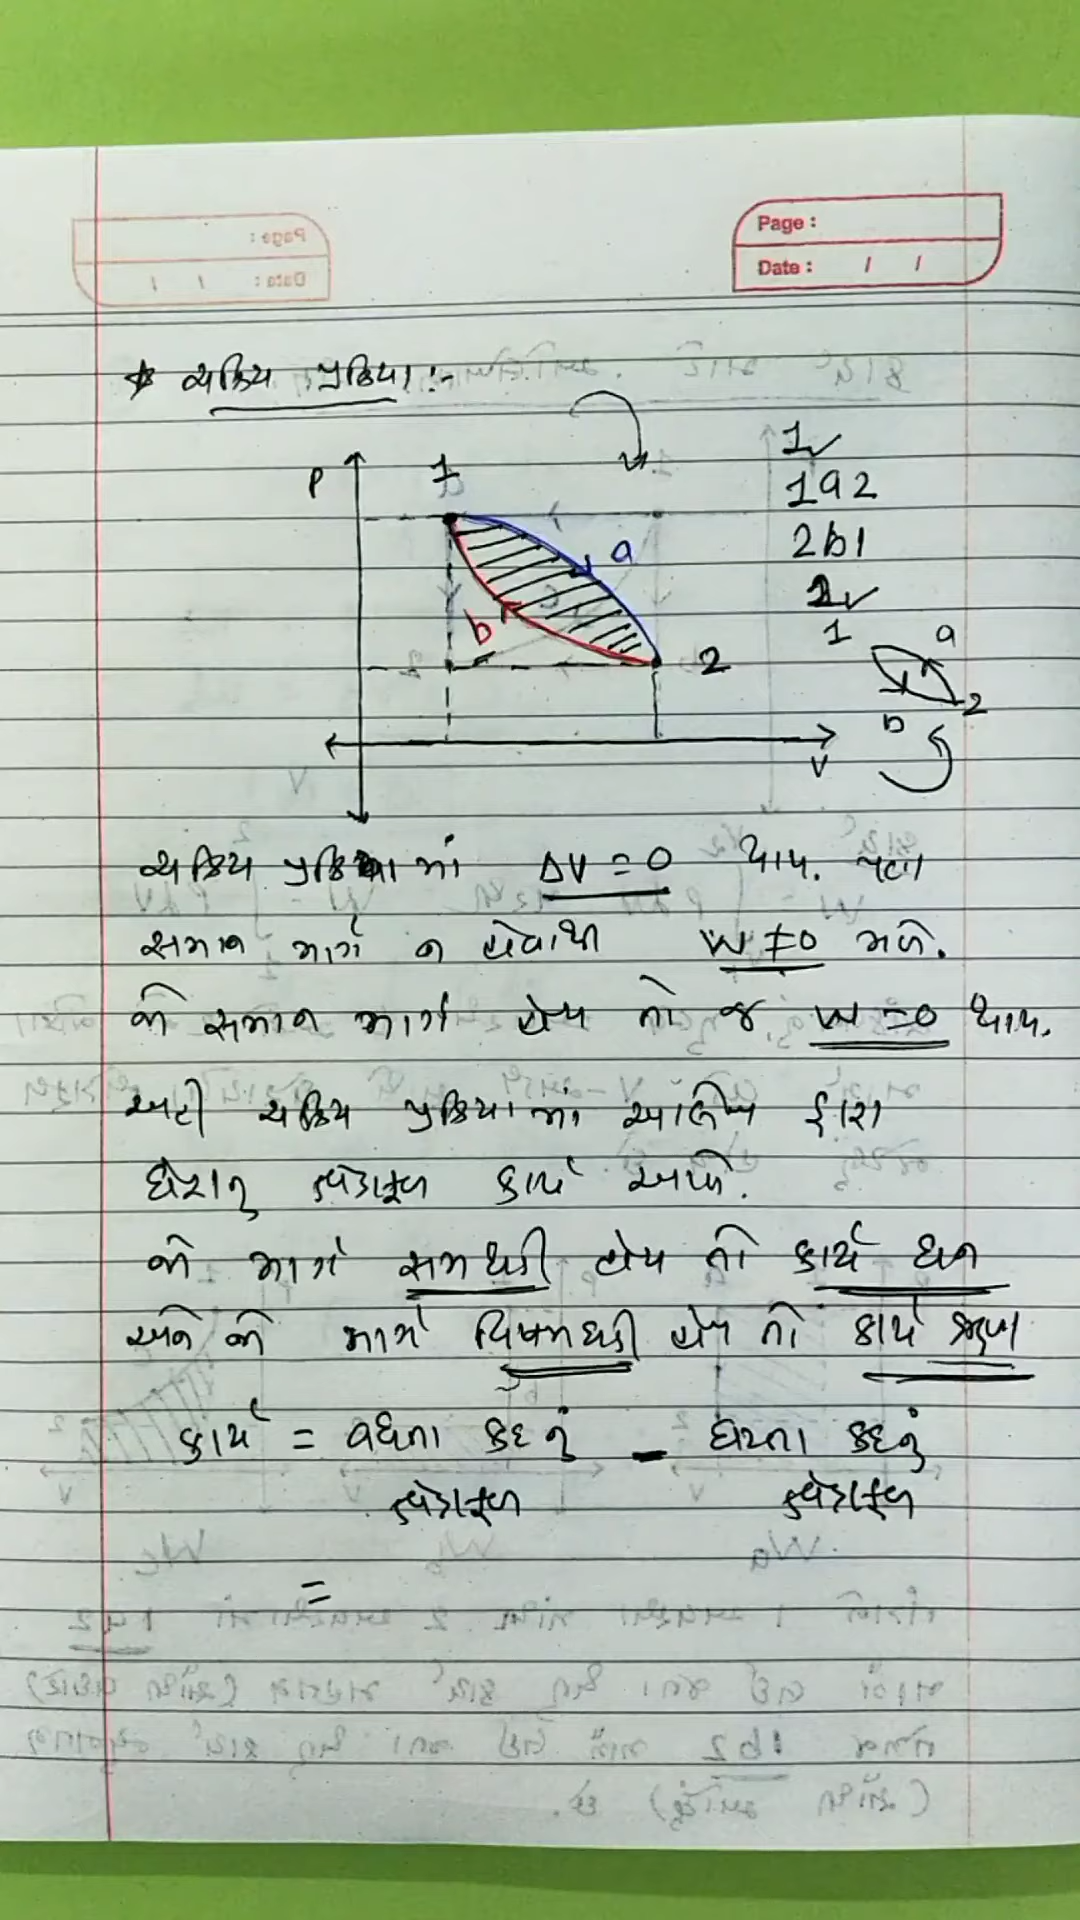 Page :
Date : / /
* ચક્રિય પ્રક્રિયા :-
P
1
a
b
2
V
1
1a2
2b1
1
1
a
b
2
ચક્રિય પ્રક્રિયા માં ΔV = 0 થાય. પણ
સમાન માર્ગ ન હોવાથી W ≠ 0 મળે.
જો સમાન માર્ગ હોય તો જ W = 0 થાય.
અહી ચક્રિય પ્રક્રિયામાં આલેખ દ્વારા
ઘેરાતુ ક્ષેત્રફળ કાર્ય આપે.
જો માર્ગ સમઘડી હોય તો કાર્ય ધન
અને જો માર્ગ વિષમઘડી હોય તો કાર્ય ઋણ
કાર્ય = વધતા કદનું - ઘટતા કદનું
ક્ષેત્રફળ ક્ષેત્રફળ
=